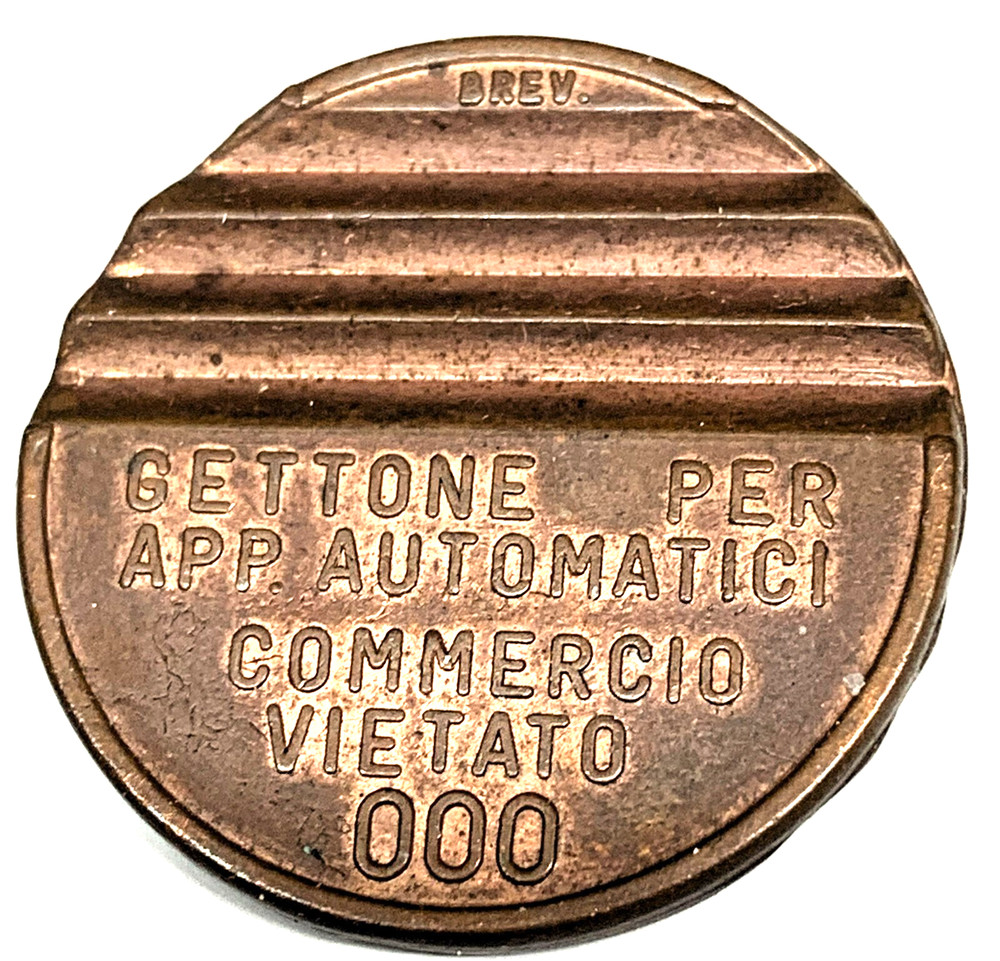 BREV.
GETTONE PER
APP. AUTOMATICI
COMMERCIO
VIETATO
000